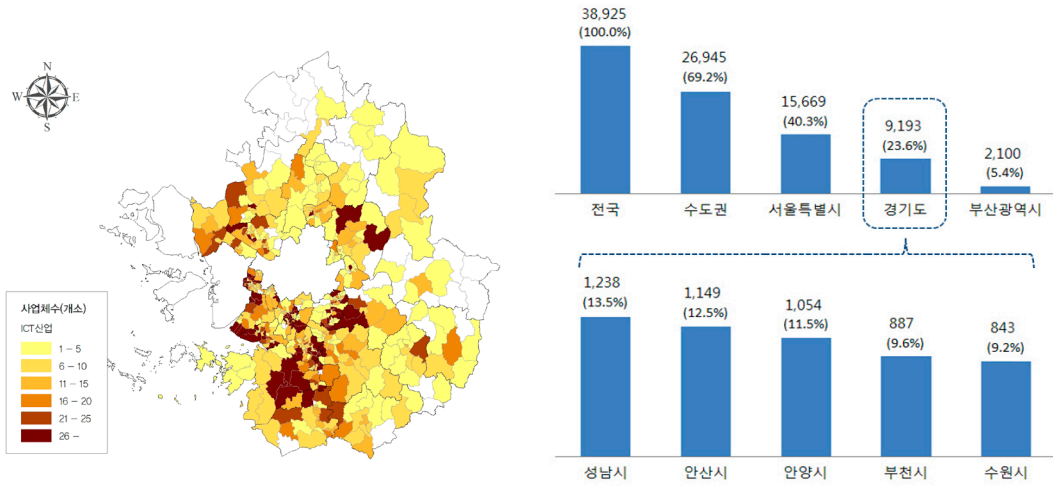 N
W
E
S
사업체수(개소)
ICT산업
1 - 5
6 - 10
11 - 15
16 - 20
21 - 25
26 -
38,925
(100.0%)
26,945
(69.2%)
15,669
(40.3%)
9,193
(23.6%)
2,100
(5.4%)
전국
수도권
서울특별시
경기도
부산광역시
1,238
(13.5%)
1,149
(12.5%)
1,054
(11.5%)
887
(9.6%)
843
(9.2%)
성남시
안산시
안양시
부천시
수원시